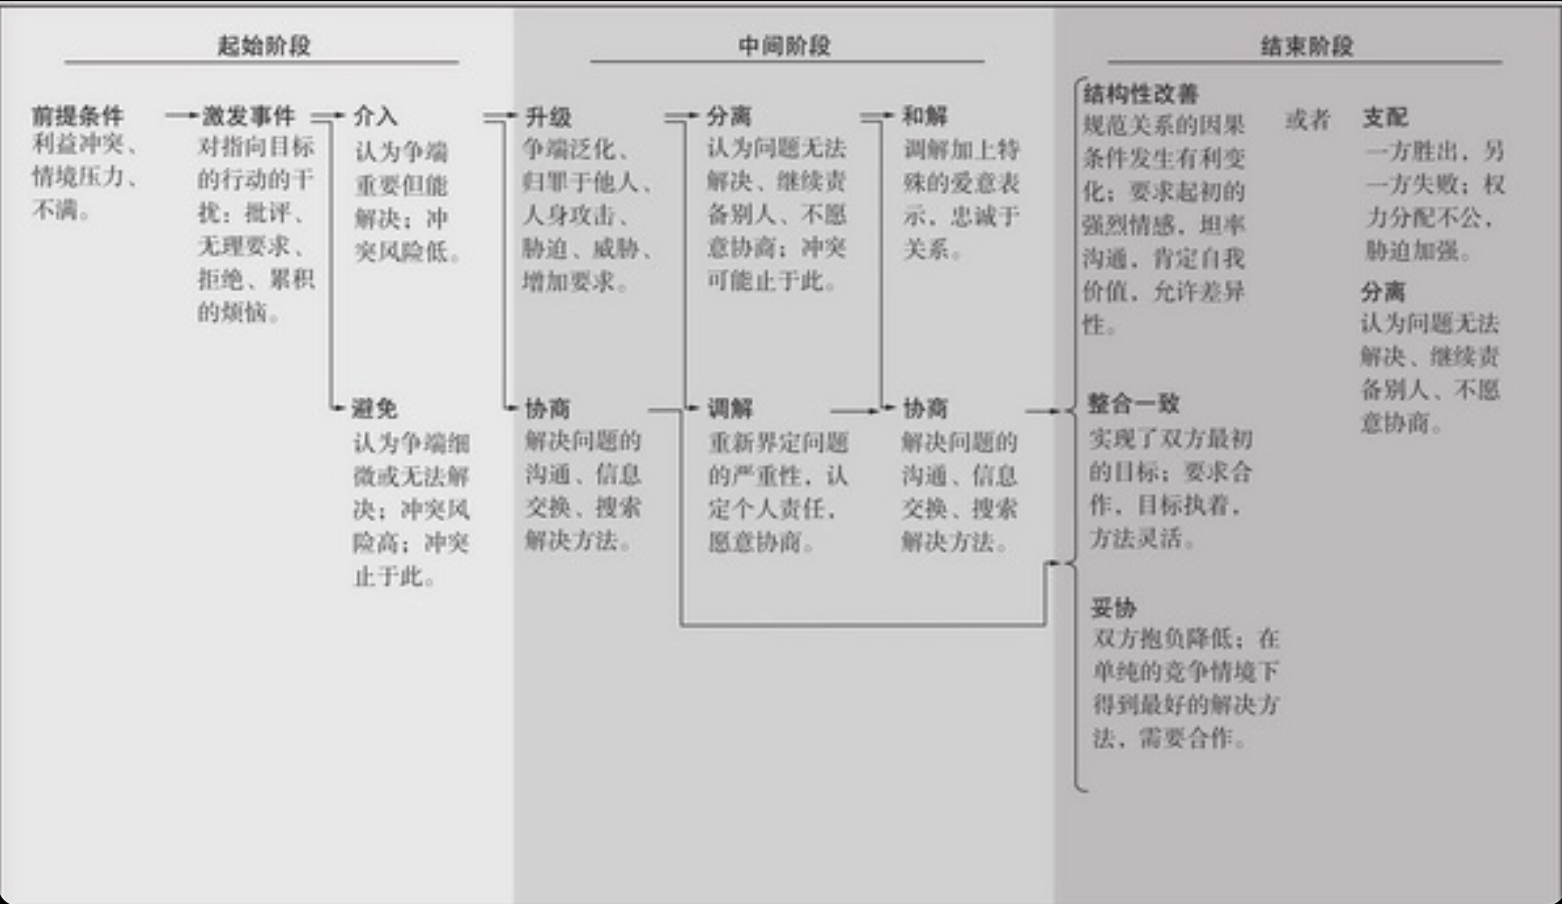 起始阶段
前提条件
利益冲突、
情境压力、
不满。
激发事件
对指向目标
的行动的干
扰：批评、
无理要求、
拒绝、累积
的烦恼。
介入
认为争端
重要但能
解决；冲
突风险低。
避免
认为争端细
微或无法解
决；冲突风
险高；冲突
止于此。
中间阶段
升级
争端泛化、
归罪于他人、
人身攻击、
胁迫、威胁、
增加要求。
协商
解决问题的
沟通、信息
交换、搜索
解决方法。
分离
认为问题无法
解决、继续责
备别人、不愿
意协商；冲突
可能止于此。
调解
重新界定问题
的严重性，认
定个人责任，
愿意协商。
和解
调解加上特
殊的爱意表
示，忠诚于
关系。
协商
解决问题的
沟通、信息
交换、搜索
解决方法。
结束阶段
结构性改善
规范关系的因果
条件发生有利变
化；要求起初的
强烈情感，坦率
沟通，肯定自我
价值，允许差异
性。
整合一致
实现了双方最初
的目标；要求合
作，目标执着，
方法灵活。
妥协
双方抱负降低；在
单纯的竞争情境下
得到最好的解决方
法，需要合作。
或者
支配
一方胜出，另
一方失败；权
力分配不公，
胁迫加强。
分离
认为问题无法
解决、继续责
备别人、不愿
意协商。